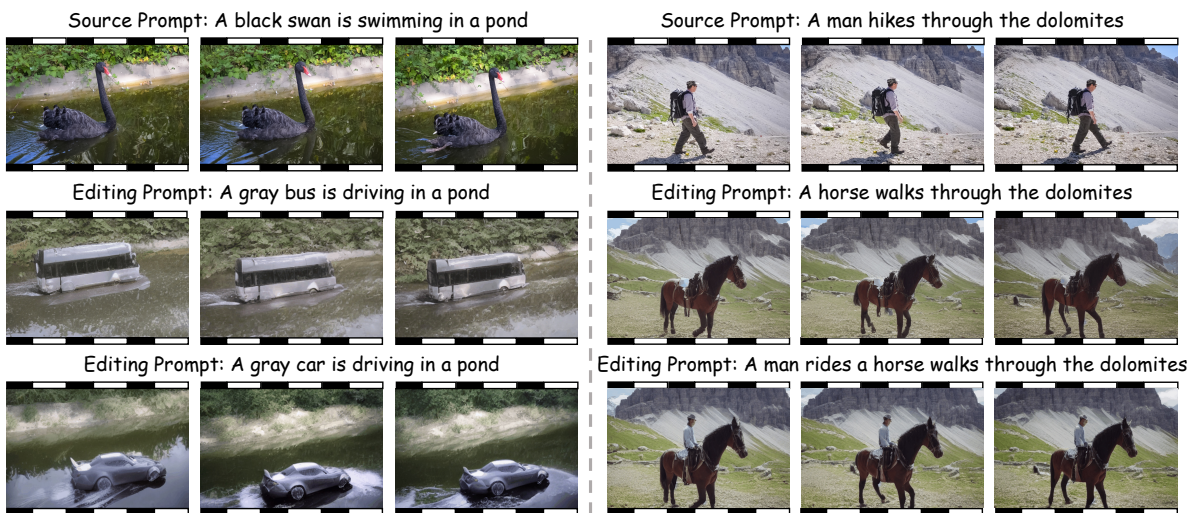 Source Prompt: A black swan is swimming in a pond
Editing Prompt: A gray bus is driving in a pond
Editing Prompt: A gray car is driving in a pond
Source Prompt: A man hikes through the dolomites
Editing Prompt: A horse walks through the dolomites
Editing Prompt: A man rides a horse walks through the dolomites